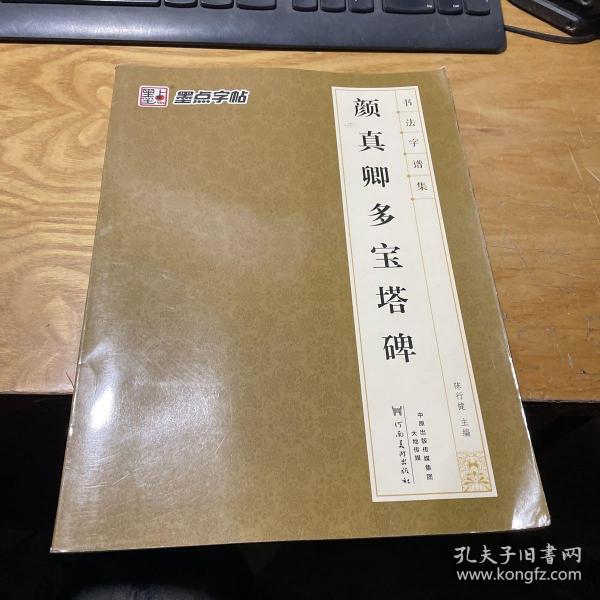 墨点字帖
书法字谱集
颜真卿多宝塔碑
陈行健 主编
中原出版传媒集团
大地传媒
河南美术出版社
孔夫子旧书网
www.kongfz.com